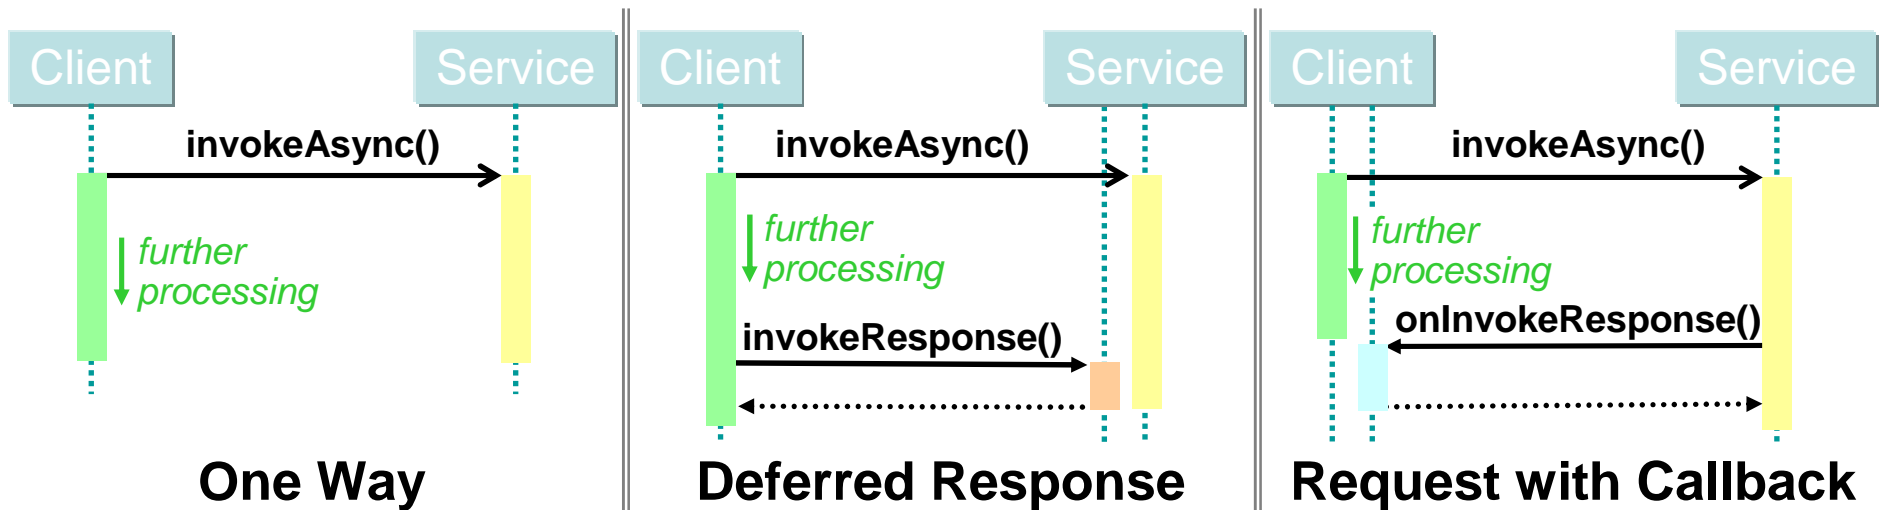 Client
Service
invokeAsync()
further
processing
One Way
Client
Service
invokeAsync()
further
processing
invokeResponse()
Deferred Response
Client
Service
invokeAsync()
further
processing
onInvokeResponse()
Request with Callback